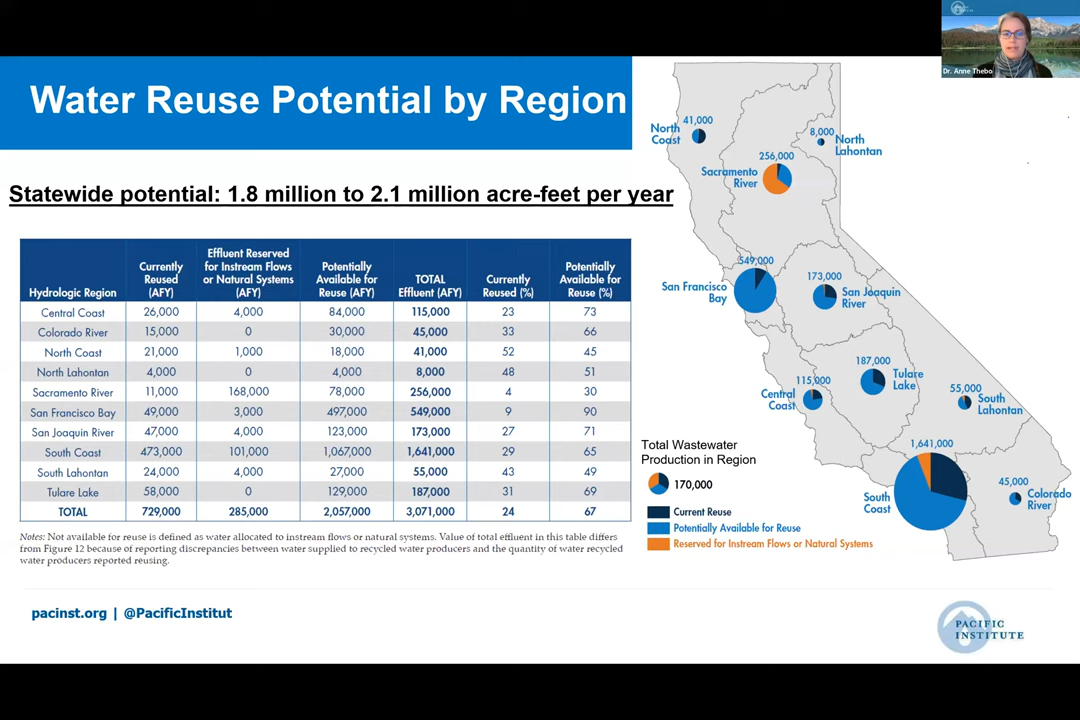 PACIFIC
INSTITUTE
Dr. Anne Thebo
Water Reuse Potential by Region
Statewide potential: 1.8 million to 2.1 million acre-feet per year
Hydrologic Region | Currently Reused (AFY) | Effluent Reserved for Instream Flows or Natural Systems (AFY) | Potentially Available for Reuse (AFY) | TOTAL Effluent (AFY) | Currently Reused (%) | Potentially Available for Reuse (%)
Central Coast 26,000 4,000 84,000 115,000 23 73
Colorado River 15,000 0 30,000 45,000 33 66
North Coast 21,000 1,000 18,000 41,000 52 45
North Lahontan 4,000 0 4,000 8,000 48 51
Sacramento River 11,000 168,000 78,000 256,000 4 30
San Francisco Bay 49,000 3,000 497,000 549,000 9 90
San Joaquin River 47,000 4,000 123,000 173,000 27 71
South Coast 473,000 101,000 1,067,000 1,641,000 29 65
South Lahontan 24,000 4,000 27,000 55,000 43 49
Tulare Lake 58,000 0 129,000 187,000 31 69
TOTAL 729,000 285,000 2,057,000 3,071,000 24 67
Notes: Not available for reuse is defined as water allocated to instream flows or natural systems. Value of total effluent in this table differs
from Figure 12 because of reporting discrepancies between water supplied to recycled water producers and the quantity of water recycled
water producers reported reusing.
41,000
North
Coast
8,000
North
Lahontan
256,000
Sacramento
River
549,000
San Francisco
Bay
173,000
San Joaquin
River
187,000
Tulare
Lake
115,000
Central
Coast
55,000
South
Lahontan
1,641,000
South
Coast
45,000
Colorado
River
Total Wastewater
Production in Region
170,000
Current Reuse
Potentially Available for Reuse
Reserved for Instream Flows or Natural Systems
pacinst.org | @PacificInstitut
PACIFIC
INSTITUTE